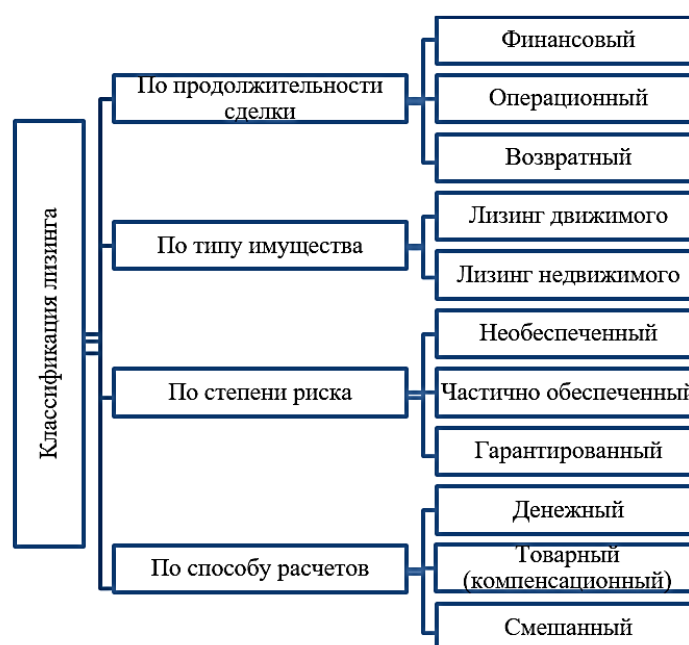 Классификация лизинга
По продолжительности
сделки
Финансовый
Операционный
Возвратный
По типу имущества
Лизинг движимого
Лизинг недвижимого
По степени риска
Необеспеченный
Частично обеспеченный
Гарантированный
По способу расчетов
Денежный
Товарный
(компенсационный)
Смешанный